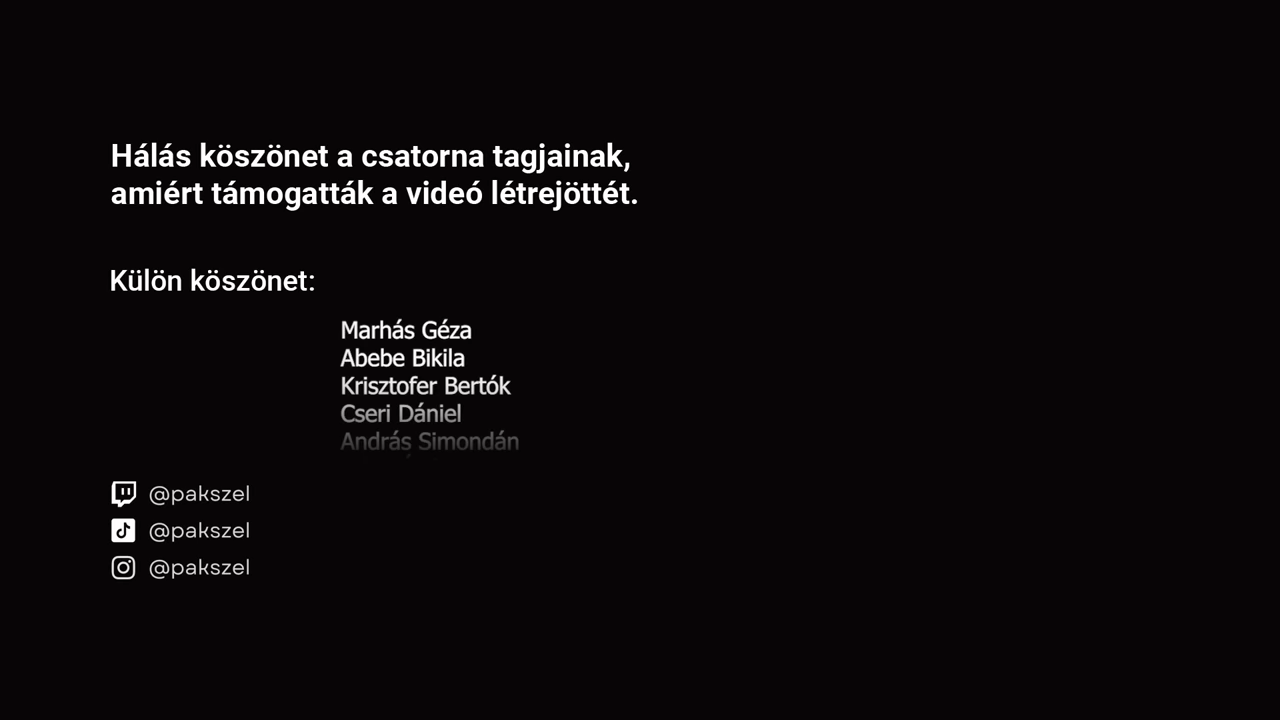 Hálás köszönet a csatorna tagjainak,
amiért támogatták a videó létrejöttét.
Külön köszönet:
Marhás Géza
Abebe Bikila
Krisztofer Bertók
Cseri Dániel
András Simondán
@pakszel
@pakszel
@pakszel